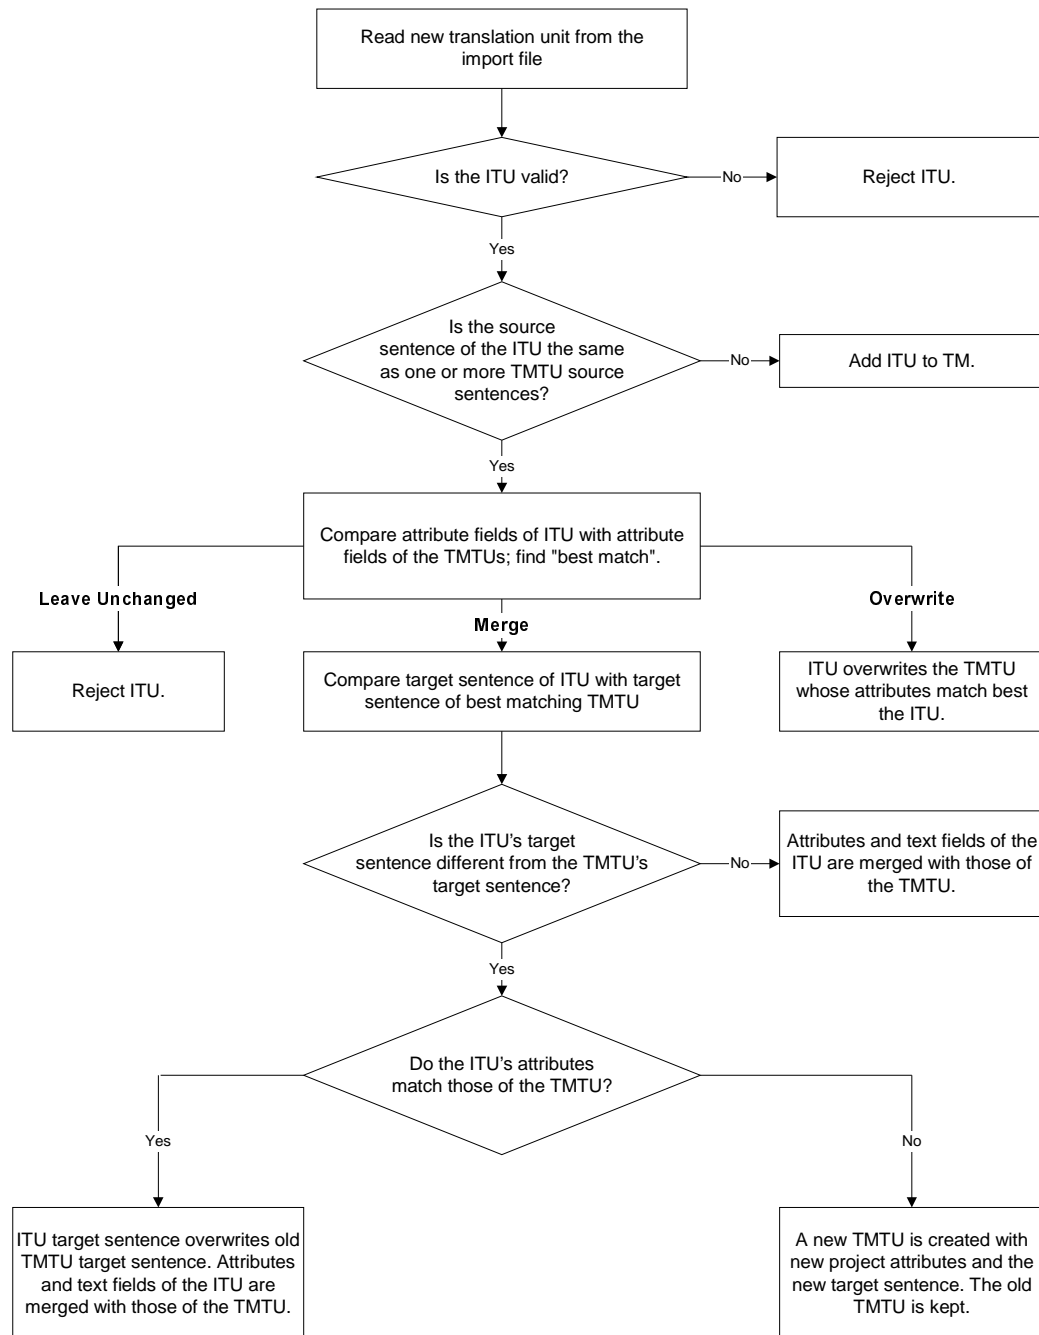 Read new translation unit from the
import file
Is the ITU valid?
No
Reject ITU.
Yes
Is the source
sentence of the ITU the same
as one or more TMTU source
sentences?
No
Add ITU to TM.
Yes
Compare attribute fields of ITU with attribute
fields of the TMTUs; find "best match".
Leave Unchanged
Merge
Overwrite
Reject ITU.
Compare target sentence of ITU with target
sentence of best matching TMTU
ITU overwrites the TMTU
whose attributes match best
the ITU.
Is the ITU’s target
sentence different from the TMTU’s
target sentence?
No
Attributes and text fields of the
ITU are merged with those of
the TMTU.
Yes
Do the ITU’s attributes
match those of the TMTU?
Yes
No
ITU target sentence overwrites old
TMTU target sentence. Attributes
and text fields of the ITU are
merged with those of the TMTU.
A new TMTU is created with
new project attributes and the
new target sentence. The old
TMTU is kept.